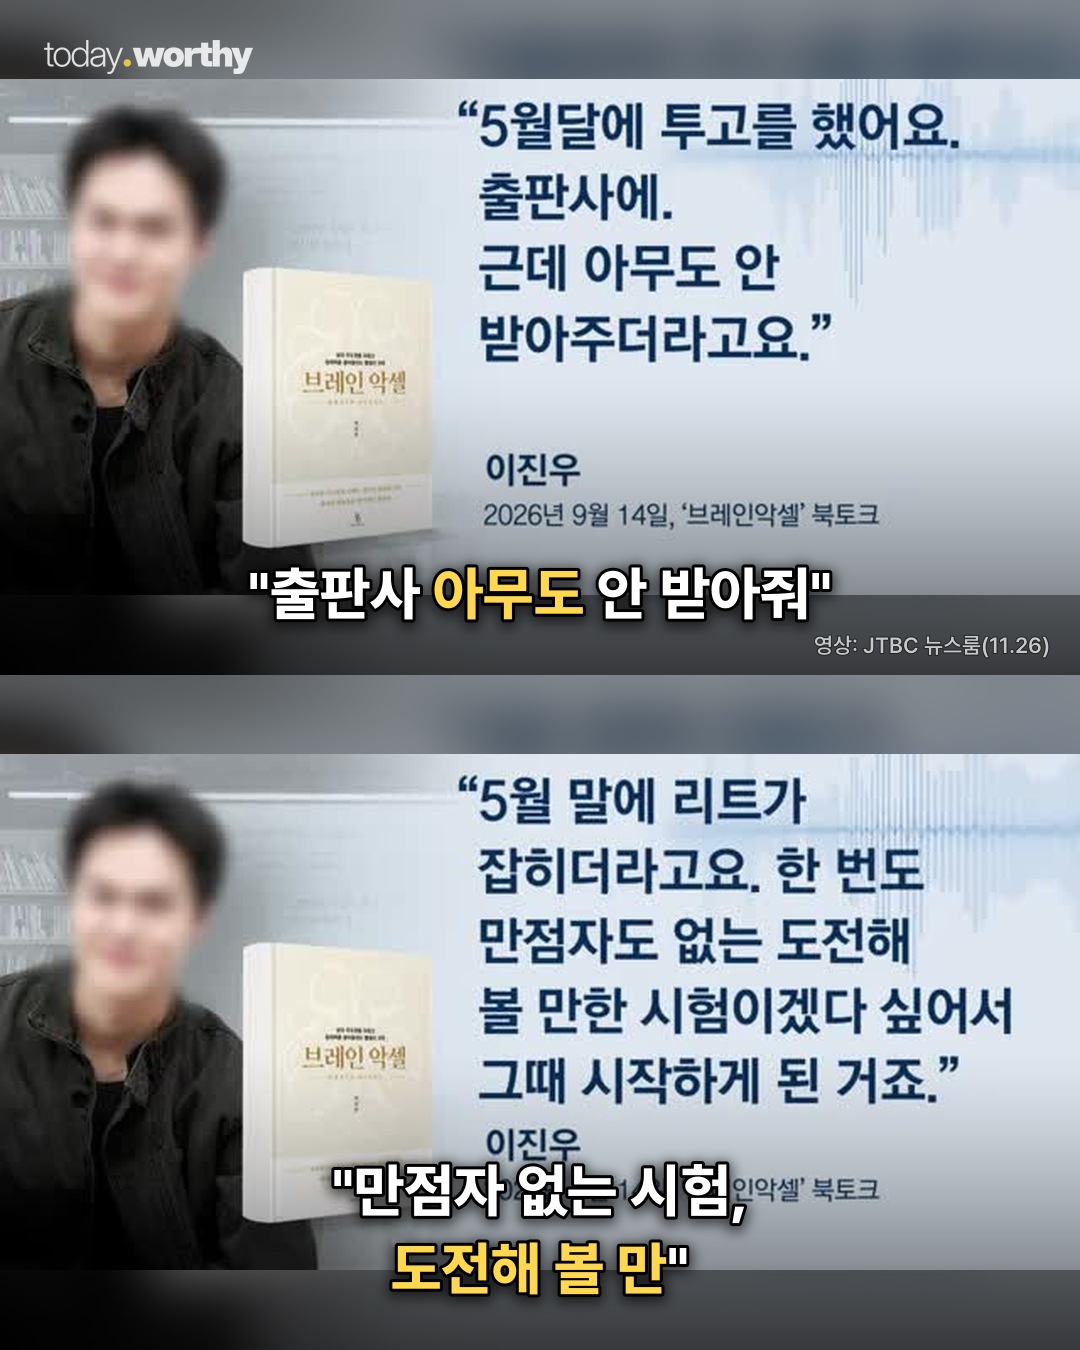 today.worthy
“5월달에 투고를 했어요.
출판사에.
근데 아무도 안
받아주더라고요.”
브레인 악셀
이진우
2026년 9월 14일, ‘브레인악셀’ 북토크
"출판사 아무도 안 받아줘"
영상: JTBC 뉴스룸(11.26)
“5월 말에 리트가
잡히더라고요. 한 번도
만점자도 없는 도전해
볼 만한 시험이겠다 싶어서
그때 시작하게 된 거죠.”
브레인 악셀
이진우
인악셀’ 북토크
"만점자 없는 시험,
도전해 볼 만"